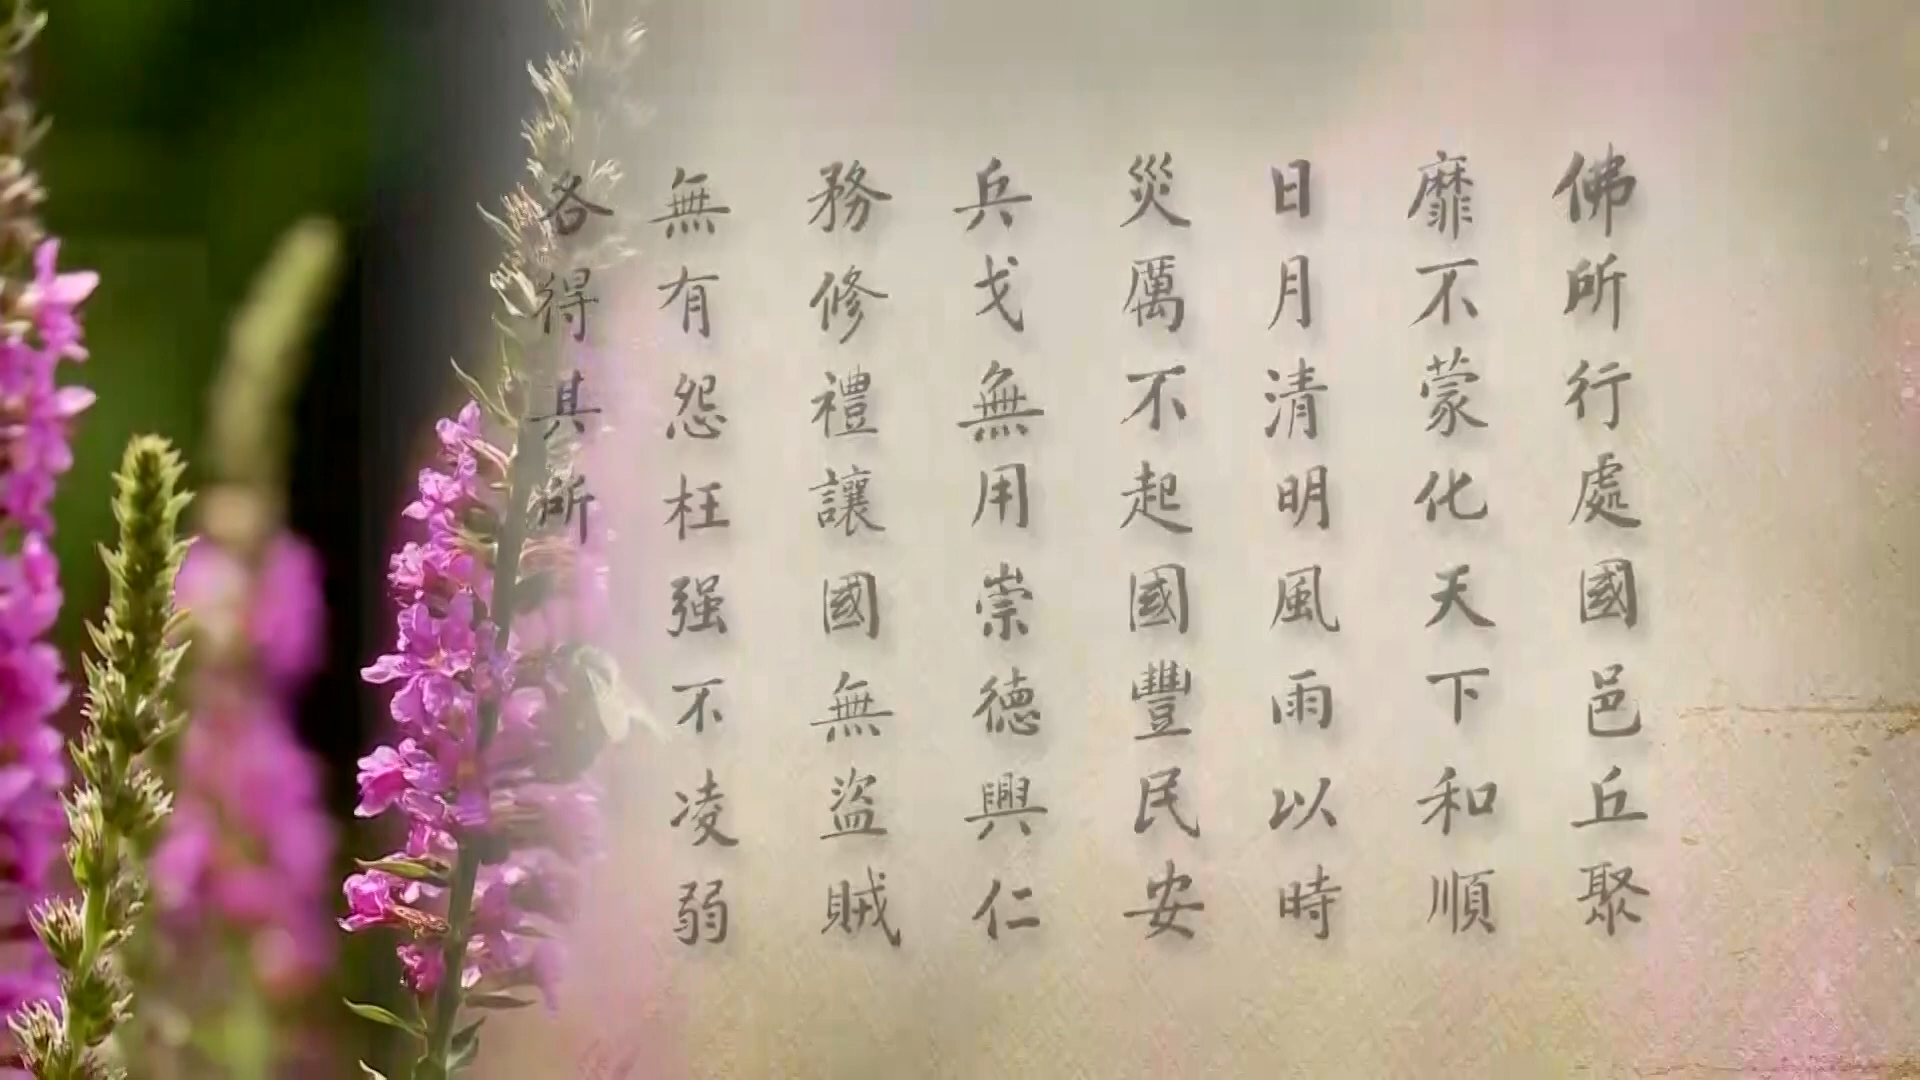 佛所行處國邑丘聚
靡不蒙化天下和順
日月清明風雨以時
災厲不起國豐民安
兵戈無用崇德興仁
務修禮讓國無盜賊
無有怨枉强不凌弱
各得其所